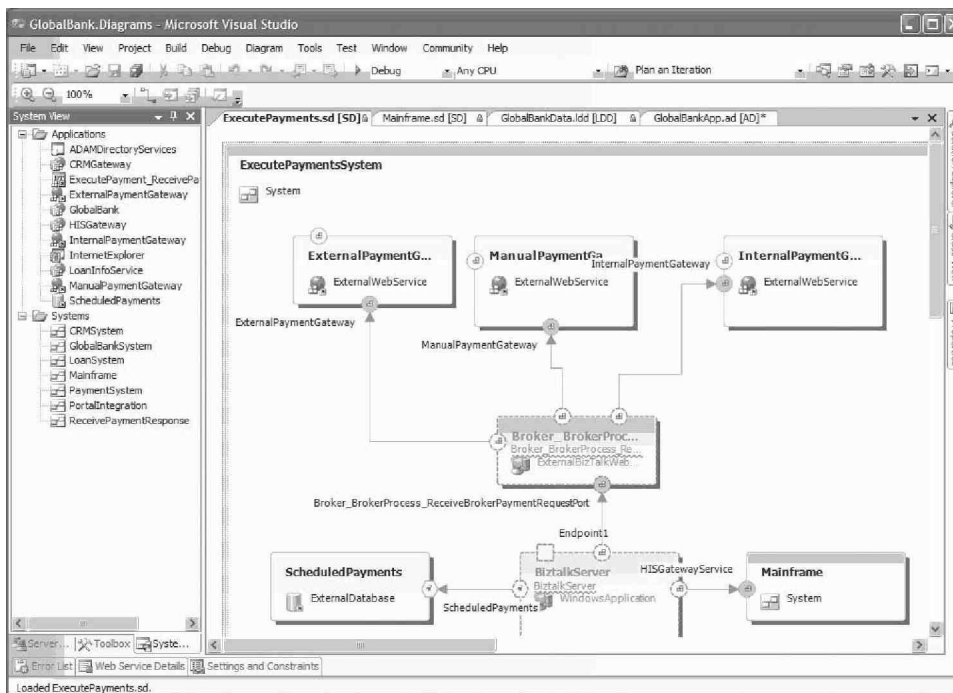 GlobalBank.Diagrams - Microsoft Visual Studio
File Edit View Project Build Debug Diagram Tools Test Window Community Help
Debug Any CPU Plan an Iteration
100%
System View
ExecutePayments.sd [SD] Mainframe.sd [SD] GlobalBankData.ldd [LDD] GlobalBankApp.ad [AD]*
Applications
ADAMDirectoryServices
CRMGateway
ExecutePayment_ReceivePa
ExternalPaymentGateway
GlobalBank
HISGateway
InternalPaymentGateway
InternetExplorer
LoanInfoService
ManualPaymentGateway
ScheduledPayments
Systems
CRMSystem
GlobalBankSystem
LoanSystem
Mainframe
PaymentSystem
PortalIntegration
ReceivePaymentResponse
ExecutePaymentsSystem
System
ExternalPaymentG...
ExternalWebService
ManualPaymentGa
ExternalWebService
InternalPaymentGateway
InternalPaymentG...
ExternalWebService
ExternalPaymentGateway
ManualPaymentGateway
Broker_BrokerProc...
Broker_BrokerProcess_Re...
ExternalBizTalkWeb...
Broker_BrokerProcess_ReceiveBrokerPaymentRequestPort
Endpoint1
ScheduledPayments
ExternalDatabase
ScheduledPayments
BiztalkServer
BiztalkServer
WindowsApplication
HISGatewayService
Mainframe
System
Server... Toolbox Syste...
Error List Web Service Details Settings and Constraints
Loaded ExecutePayments.sd.